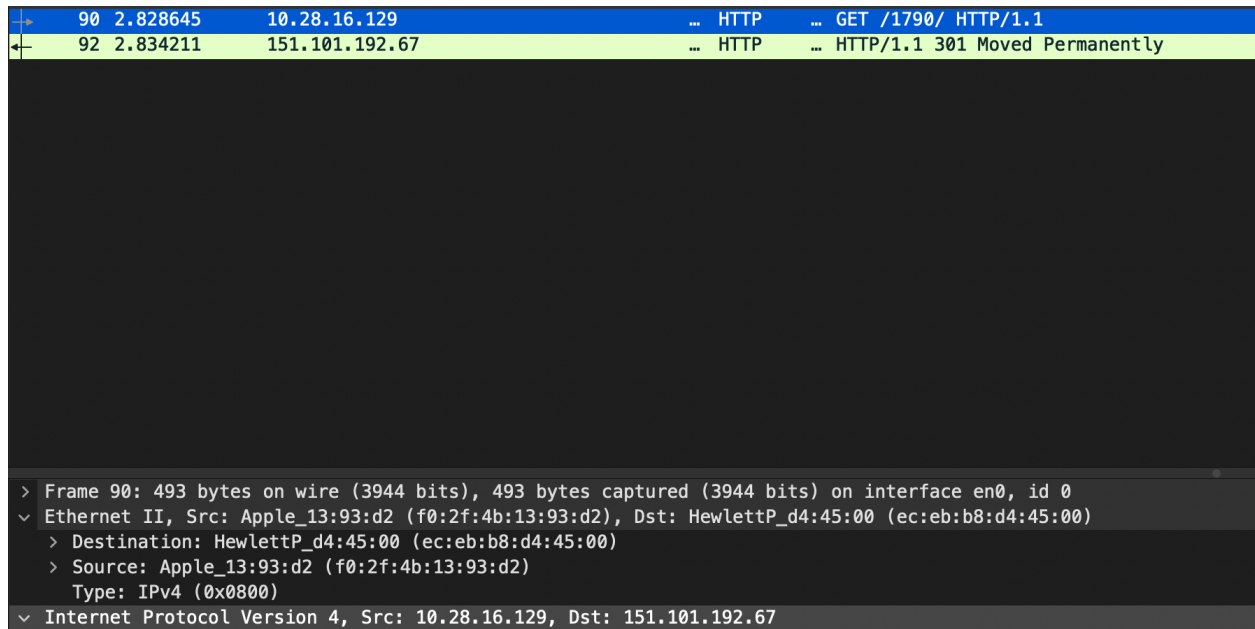 90 2.828645 10.28.16.129 … HTTP … GET /1790/ HTTP/1.1
92 2.834211 151.101.192.67 … HTTP … HTTP/1.1 301 Moved Permanently
Frame 90: 493 bytes on wire (3944 bits), 493 bytes captured (3944 bits) on interface en0, id 0
Ethernet II, Src: Apple_13:93:d2 (f0:2f:4b:13:93:d2), Dst: HewlettP_d4:45:00 (ec:eb:b8:d4:45:00)
Destination: HewlettP_d4:45:00 (ec:eb:b8:d4:45:00)
Source: Apple_13:93:d2 (f0:2f:4b:13:93:d2)
Type: IPv4 (0x0800)
Internet Protocol Version 4, Src: 10.28.16.129, Dst: 151.101.192.67